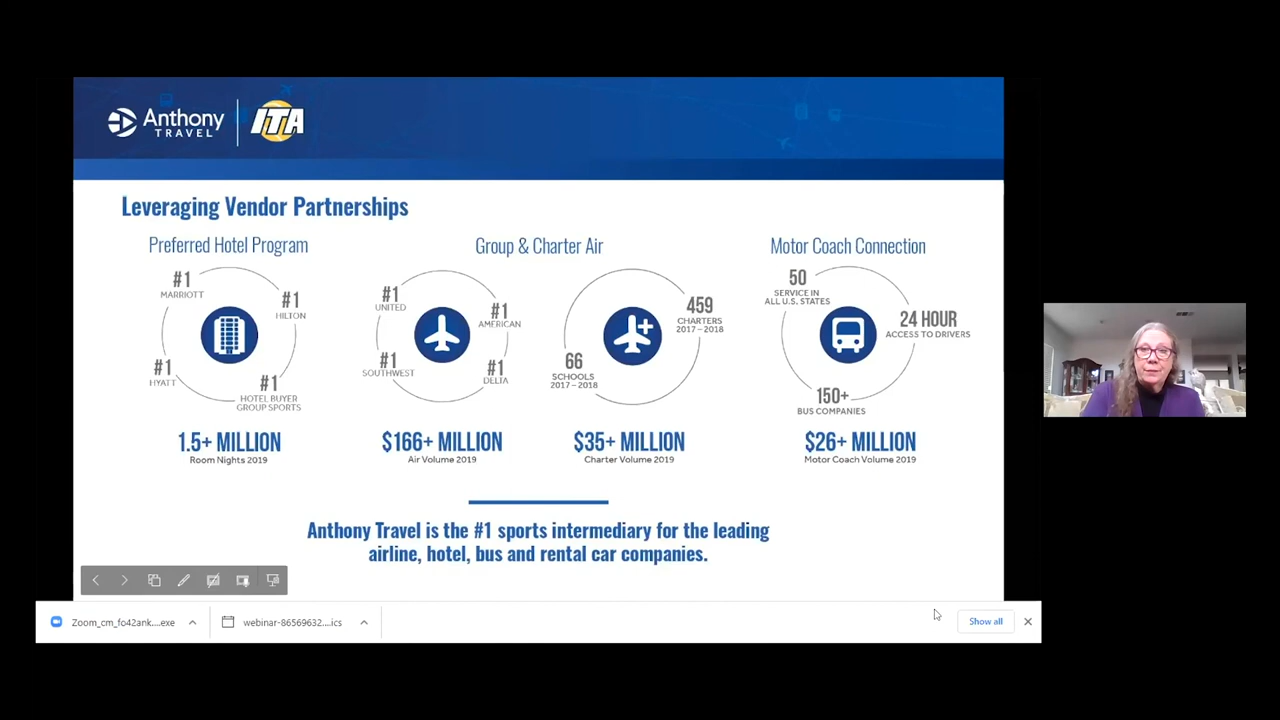 Anthony
TRAVEL
ITA
Leveraging Vendor Partnerships
Preferred Hotel Program
#1
MARRIOTT
#1
HILTON
#1
HYATT
#1
HOTEL BUYER
GROUP SPORTS
1.5+ MILLION
Room Nights 2019
Group & Charter Air
#1
UNITED
#1
AMERICAN
#1
SOUTHWEST
#1
DELTA
$166+ MILLION
Air Volume 2019
459
CHARTERS
2017 – 2018
66
SCHOOLS
2017 – 2018
$35+ MILLION
Charter Volume 2019
Motor Coach Connection
50
SERVICE IN
ALL U.S. STATES
24 HOUR
ACCESS TO DRIVERS
150+
BUS COMPANIES
$26+ MILLION
Motor Coach Volume 2019
Anthony Travel is the #1 sports intermediary for the leading
airline, hotel, bus and rental car companies.
Zoom_cm_fo42ank....exe
webinar-86569632....ics
Show all